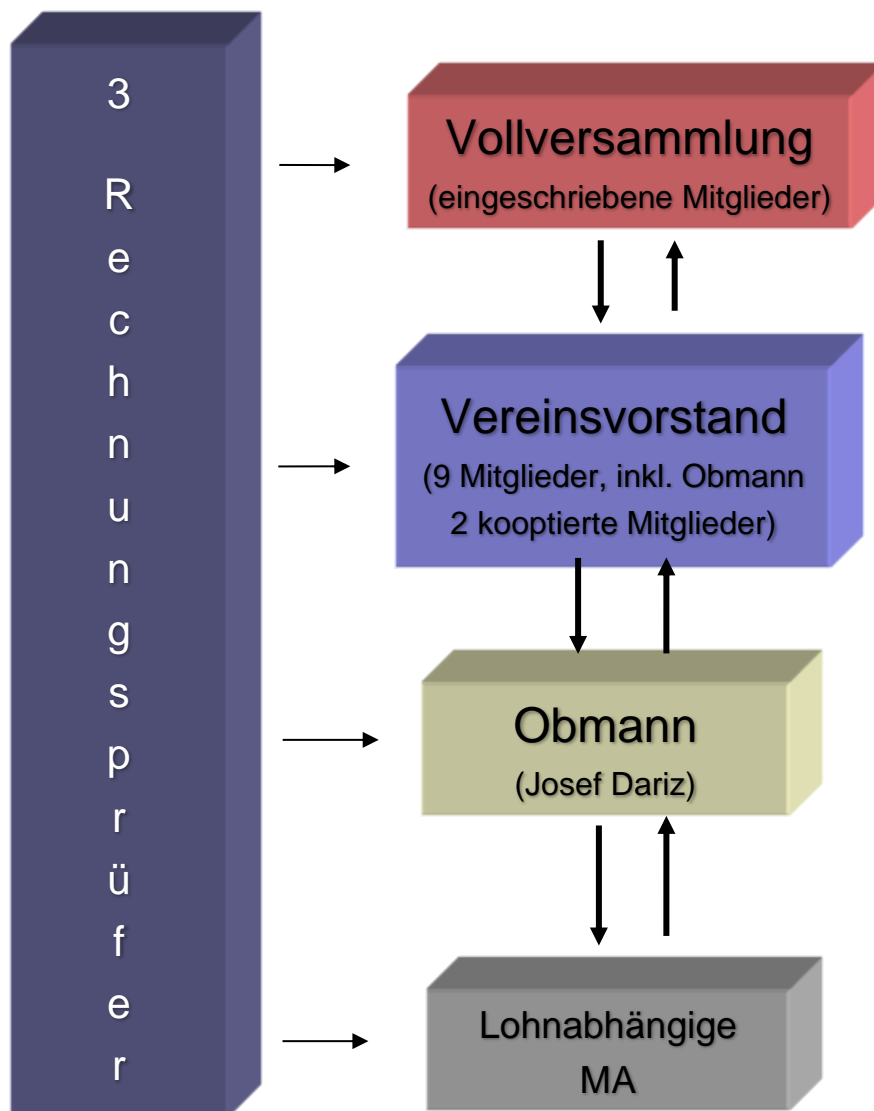 3
R
e
c
h
n
u
n
g
s
p
r
ü
f
e
r
Vollversammlung
(eingeschriebene Mitglieder)
Vereinsvorstand
(9 Mitglieder, inkl. Obmann
2 kooptierte Mitglieder)
Obmann
(Josef Dariz)
Lohnabhängige
MA